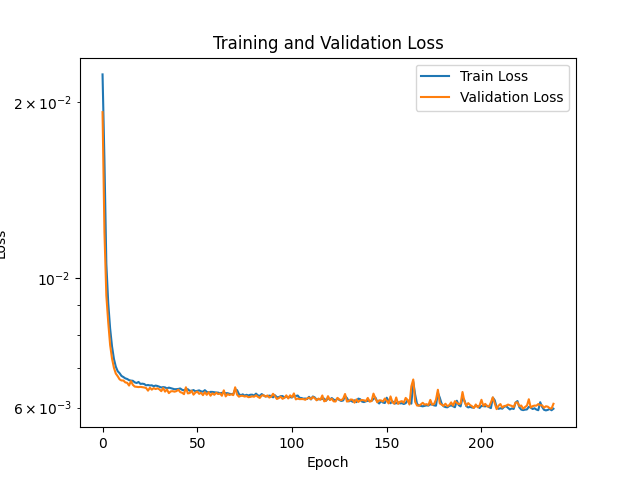 Training and Validation Loss
Train Loss
Validation Loss
2 × 10⁻²
10⁻²
6 × 10⁻³
Loss
0 50 100 150 200
Epoch